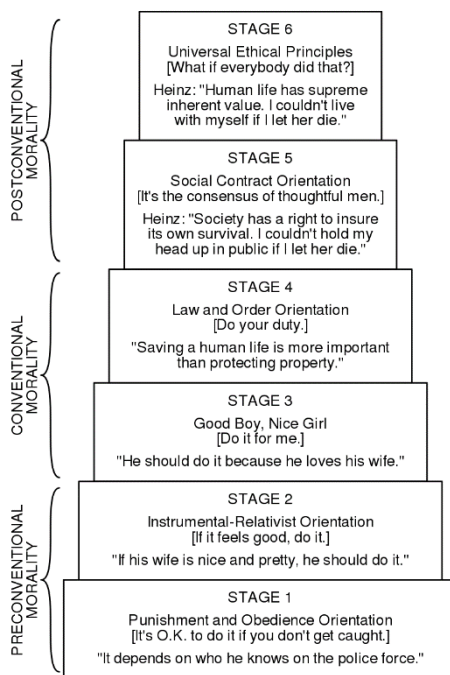 STAGE 6
Universal Ethical Principles
[What if everybody did that?]
Heinz: "Human life has supreme
inherent value. I couldn't live
with myself if I let her die."
STAGE 5
Social Contract Orientation
[It's the consensus of thoughtful men.]
Heinz: "Society has a right to insure
its own survival. I couldn't hold my
head up in public if I let her die."
POSTCONVENTIONAL
MORALITY
STAGE 4
Law and Order Orientation
[Do your duty.]
"Saving a human life is more important
than protecting property."
STAGE 3
Good Boy, Nice Girl
[Do it for me.]
"He should do it because he loves his wife."
CONVENTIONAL
MORALITY
STAGE 2
Instrumental-Relativist Orientation
[If it feels good, do it.]
"If his wife is nice and pretty, he should do it."
STAGE 1
Punishment and Obedience Orientation
[It's O.K. to do it if you don't get caught.]
"It depends on who he knows on the police force."
PRECONVENTIONAL
MORALITY